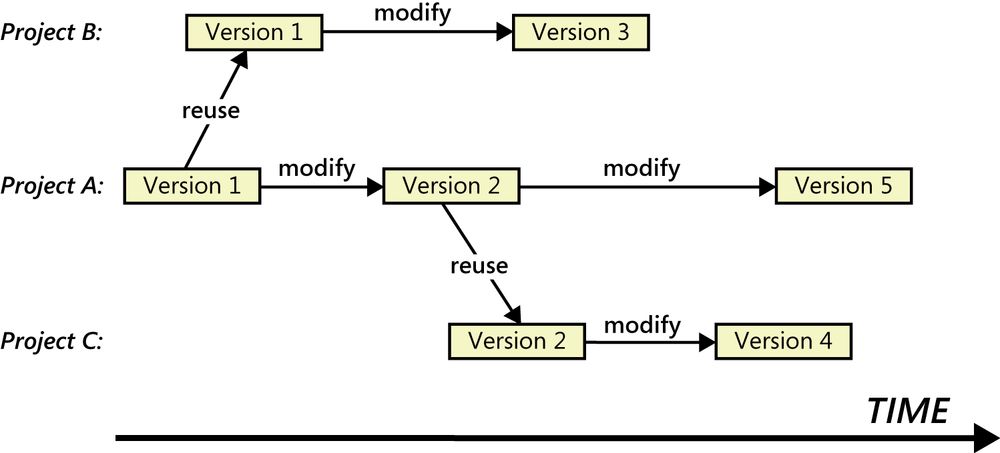 Project B:
Version 1
modify
Version 3
reuse
Project A:
Version 1
modify
Version 2
modify
Version 5
reuse
Project C:
Version 2
modify
Version 4
TIME